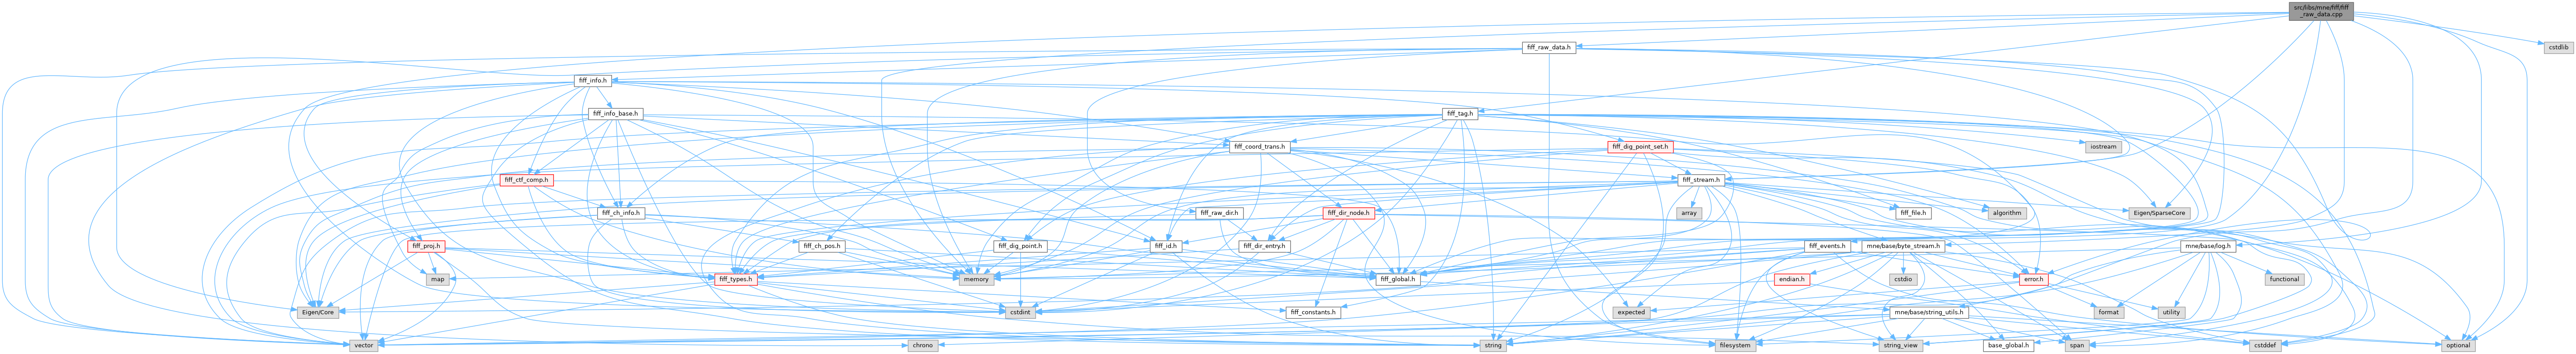 src/libs/mne/fiff/fiff
_raw_data.cpp
cstdlib
fiff_raw_data.h
fiff_info.h
fiff_info_base.h
fiff_tag.h
fiff_coord_trans.h
fiff_dig_point_set.h
iostream
fiff_ctf_comp.h
fiff_stream.h
fiff_ch_info.h
fiff_raw_dir.h
fiff_dir_node.h
array
fiff_file.h
algorithm
Eigen/SparseCore
fiff_proj.h
fiff_ch_pos.h
fiff_dig_point.h
fiff_id.h
fiff_dir_entry.h
fiff_events.h
mne/base/byte_stream.h
mne/base/log.h
map
fiff_types.h
memory
fiff_global.h
endian.h
cstdio
error.h
functional
Eigen/Core
cstdint
fiff_constants.h
expected
mne/base/string_utils.h
format
utility
vector
chrono
string
filesystem
string_view
base_global.h
span
cstddef
optional